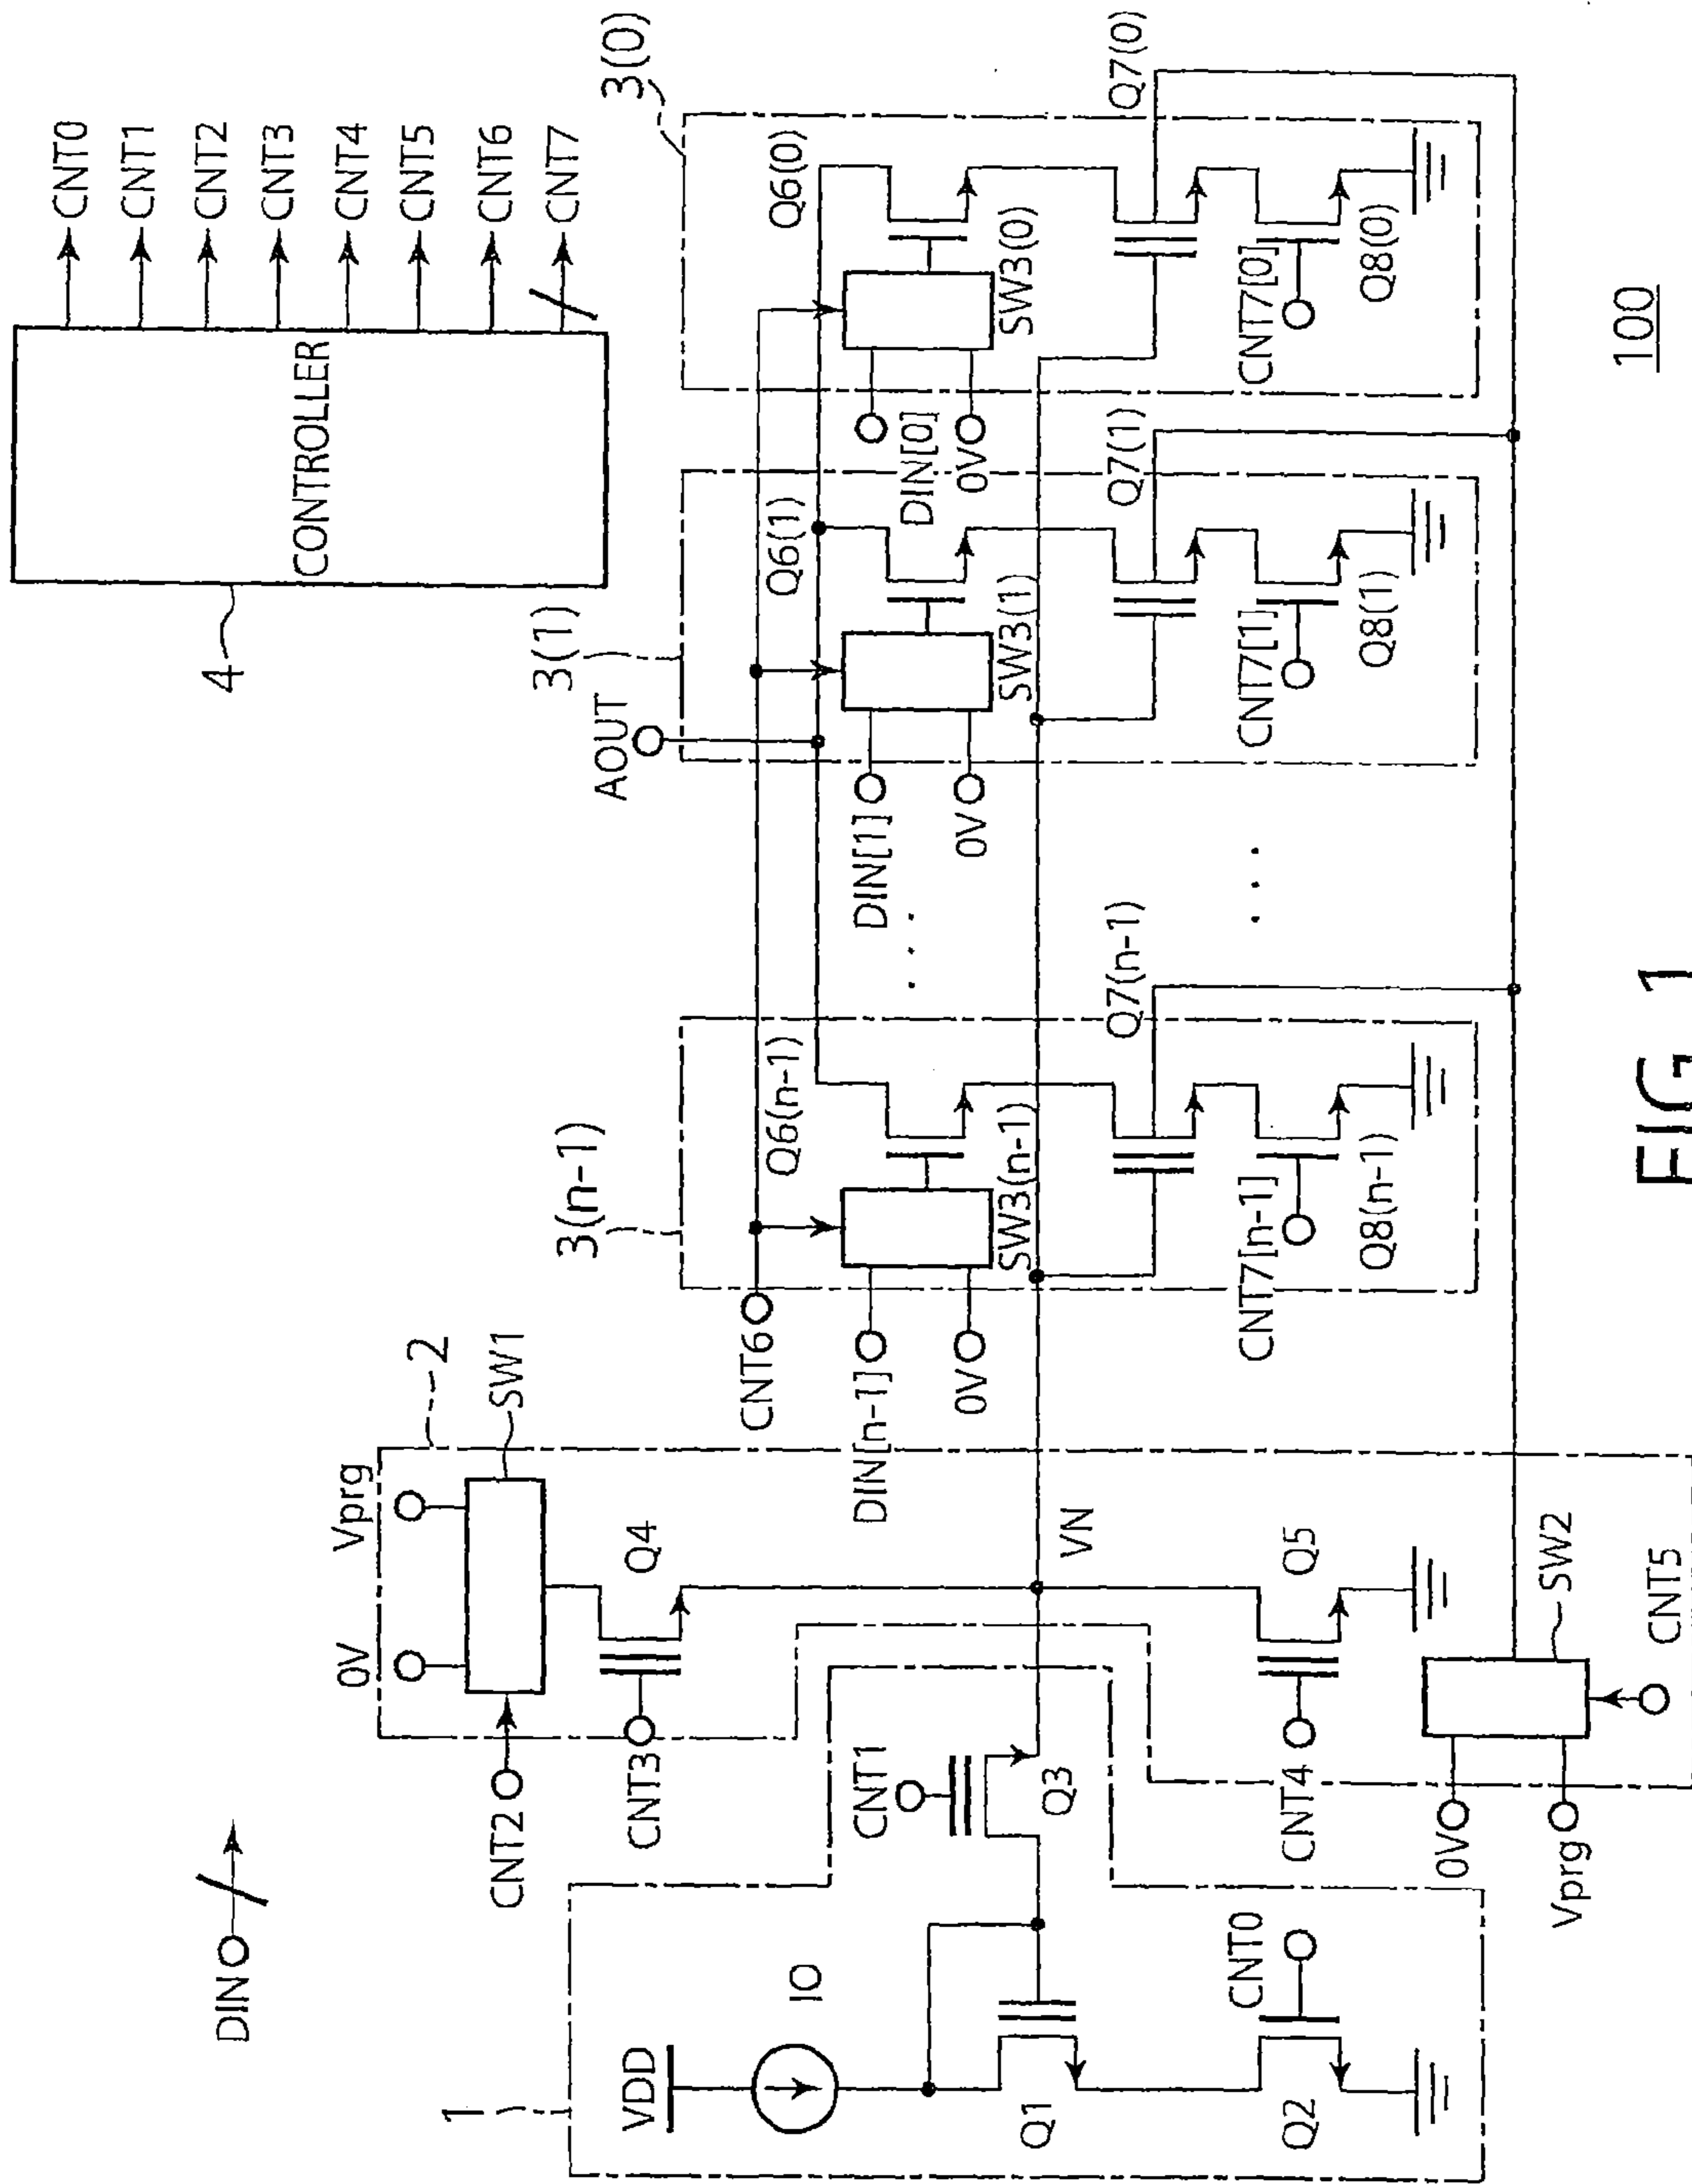 DIN
CONTROLLER
4
CNT0
CNT1
CNT2
CNT3
CNT4
CNT5
CNT6
CNT7
1
VDD
IO
Q1
Q2
CNT0
CNT1
Q3
2
0V
Vprg
SW1
CNT2
CNT3
Q4
VN
CNT4
Q5
0V
Vprg
SW2
CNT5
3(n-1)
CNT6
Q6(n-1)
DIN[n-1]
0V
SW3(n-1)
Q7(n-1)
CNT7[n-1]
Q8(n-1)
. . .
. . .
AOUT
3(1)
Q6(1)
DIN[1]
0V
SW3(1)
Q7(1)
CNT7[1]
Q8(1)
3(0)
Q6(0)
DIN[0]
0V
SW3(0)
Q7(0)
CNT7[0]
Q8(0)
100
FIG. 1